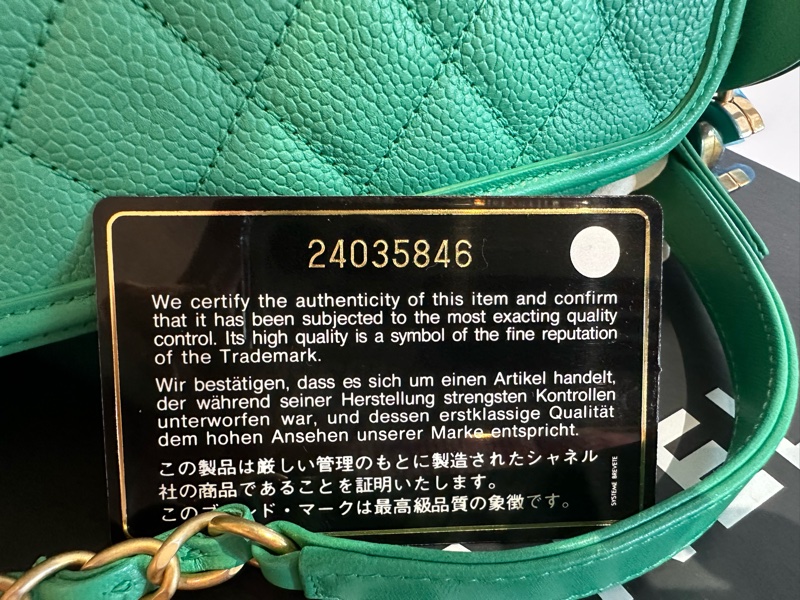 24035846
We certify the authenticity of this item and confirm
that it has been subjected to the most exacting quality
control. Its high quality is a symbol of the fine reputation
of the Trademark.
Wir bestätigen, dass es sich um einen Artikel handelt,
der während seiner Herstellung strengsten Kontrollen
unterworfen war, und dessen erstklassige Qualität
dem hohen Ansehen unserer Marke entspricht.
この製品は厳しい管理のもとに製造されたシャネル
社の商品であることを証明いたします。
このブランド・マークは最高級品質の象徴です。
SYSTEME BREVETE